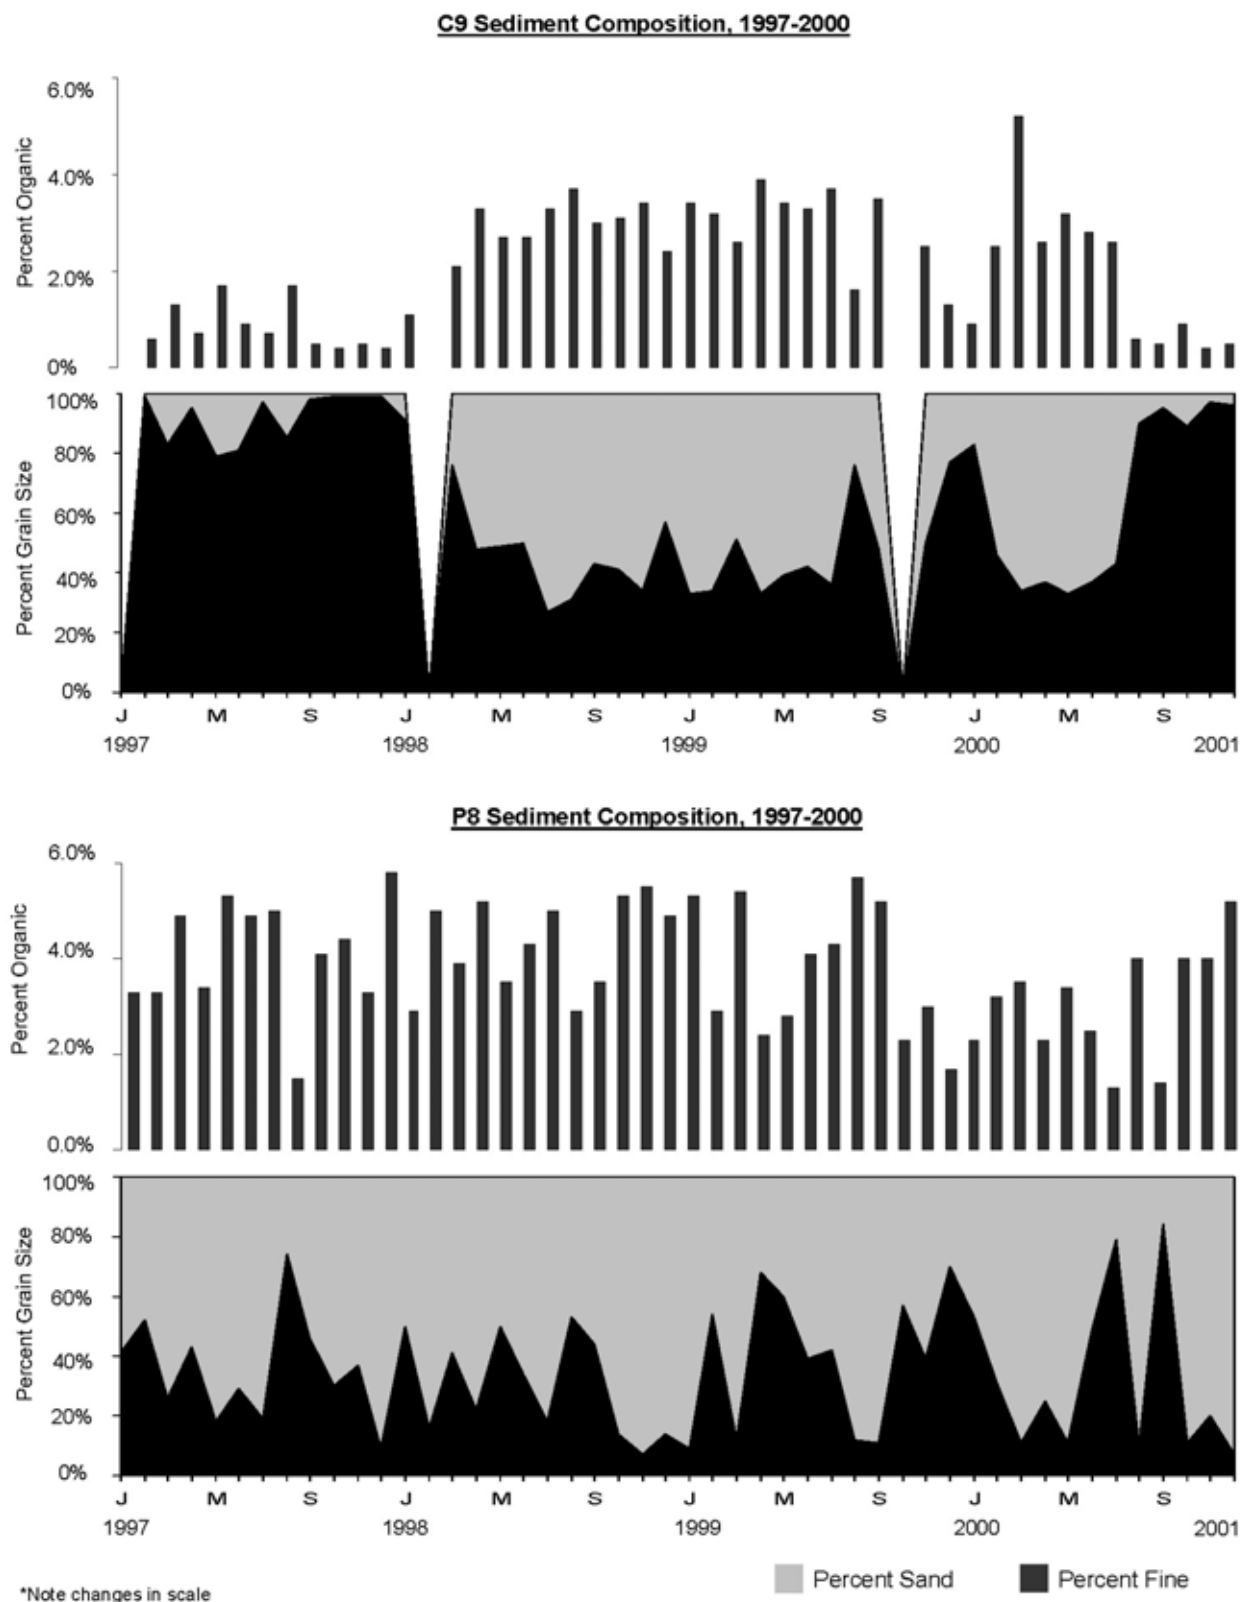 C9 Sediment Composition, 1997-2000
6.0%
4.0%
2.0%
0%
Percent Organic
100%
80%
60%
40%
20%
0%
Percent Grain Size
J M S J M S J M S J M S
1997 1998 1999 2000 2001
P8 Sediment Composition, 1997-2000
6.0%
4.0%
2.0%
0.0%
Percent Organic
100%
80%
60%
40%
20%
0%
Percent Grain Size
J M S J M S J M S J M S
1997 1998 1999 2000 2001
Percent Sand Percent Fine
*Note changes in scale